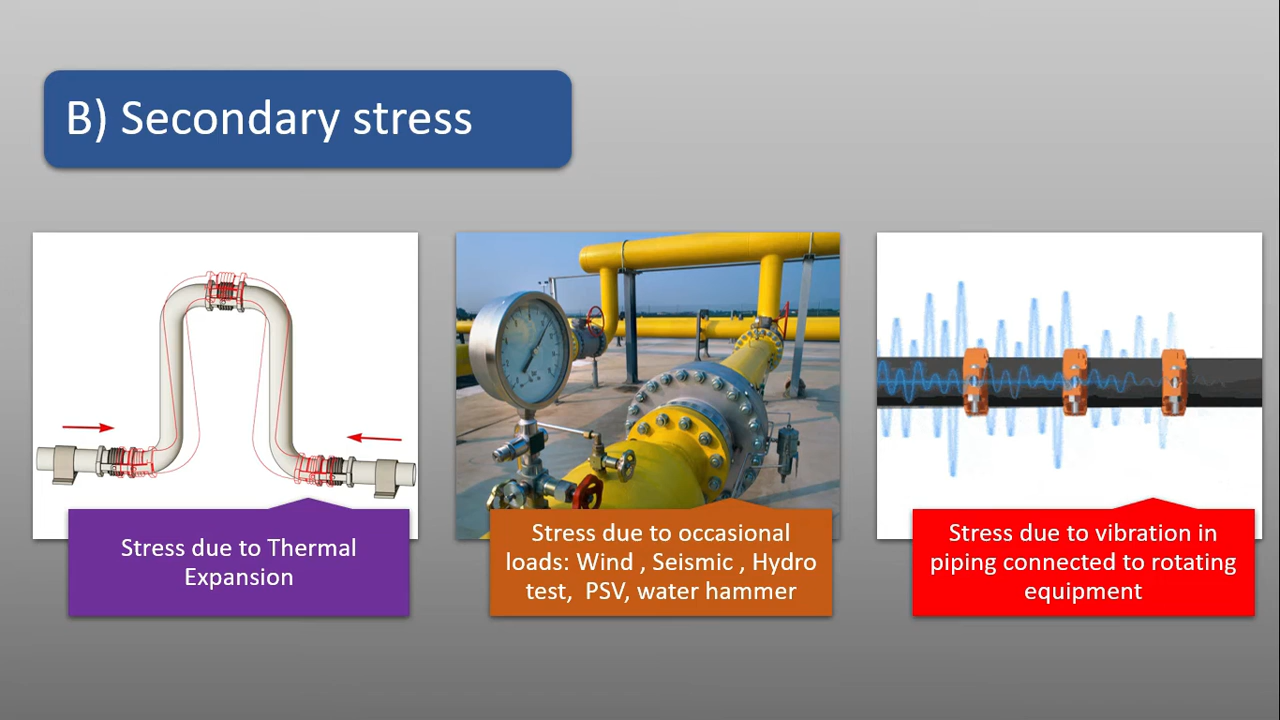 B) Secondary stress
Stress due to Thermal
Expansion
Stress due to occasional
loads: Wind , Seismic , Hydro
test,  PSV, water hammer
Stress due to vibration in
piping connected to rotating
equipment